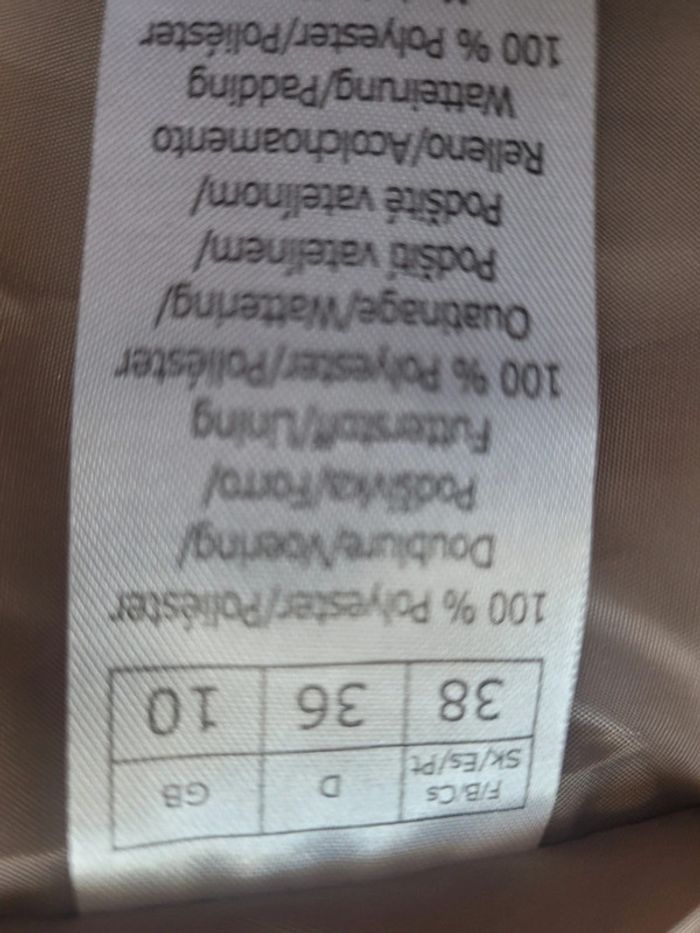 F/B/Cs D GB
Sk/Es/Pt
38 36 10
100 % Polyester/Poliéster
Doublure/Voering/
Podšívka/Forro/
Futterstoff/Lining
100 % Polyester/Poliéster
Ouatinage/Wattering/
Podšití vatelínem/
Podšité vatelínom/
Relleno/Acolchoamento
Watteirung/Padding
100 % Polyester/Poliéster